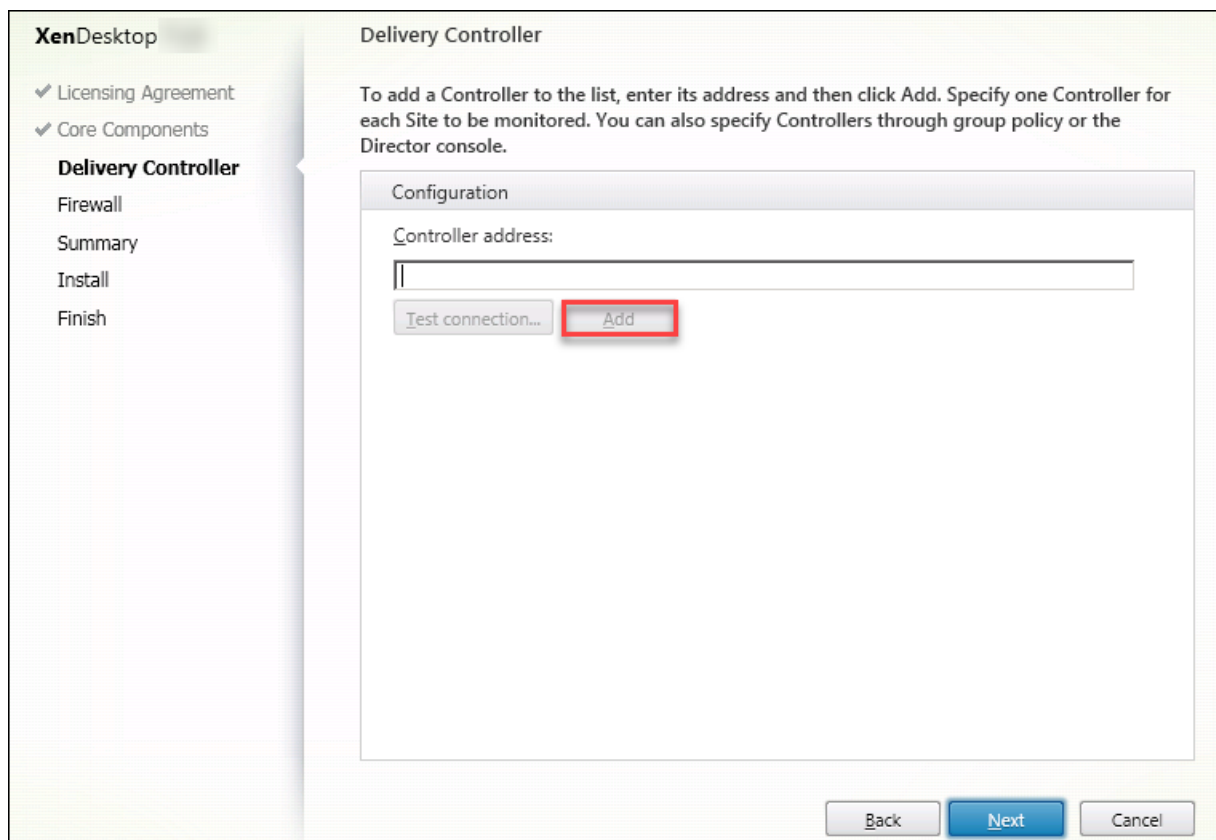 XenDesktop
Licensing Agreement
Core Components
Delivery Controller
Firewall
Summary
Install
Finish
Delivery Controller
To add a Controller to the list, enter its address and then click Add. Specify one Controller for
each Site to be monitored. You can also specify Controllers through group policy or the
Director console.
Configuration
Controller address:
Test connection...
Add
Back
Next
Cancel